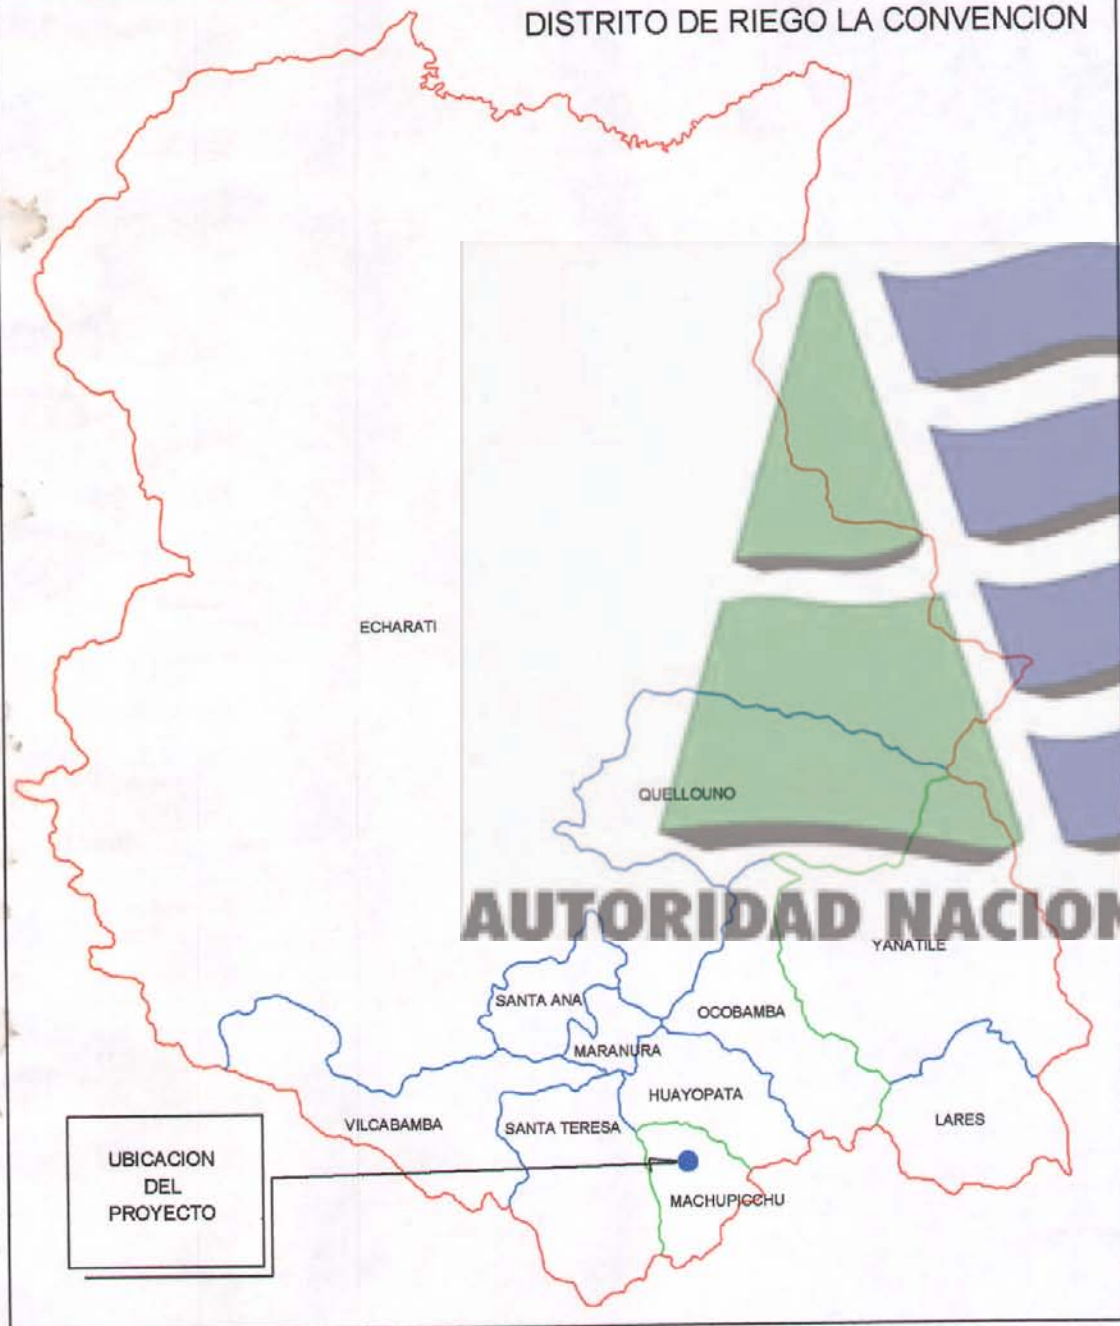 DISTRITO DE RIEGO LA CONVENCION
ECHARATI
QUELLOUNO
AUTORIDAD NACION
YANATILE
SANTA ANA
OCOBAMBA
MARANURA
HUAYOPATA
VILCABAMBA
SANTA TERESA
LARES
UBICACION
DEL
PROYECTO
MACHUPICCHU